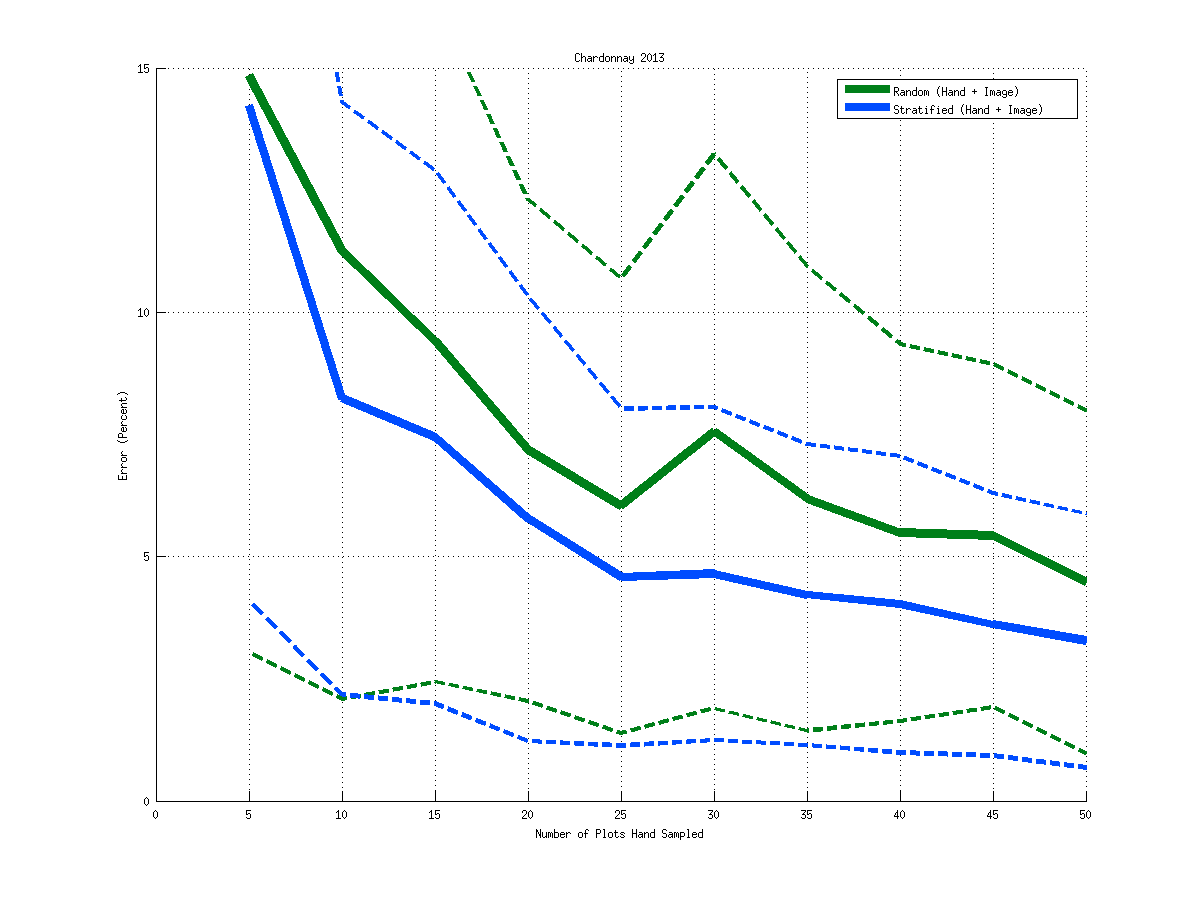 Chardonnay 2013
15
10
5
0
Error (Percent)
Random (Hand + Image)
Stratified (Hand + Image)
0 5 10 15 20 25 30 35 40 45 50
Number of Plots Hand Sampled